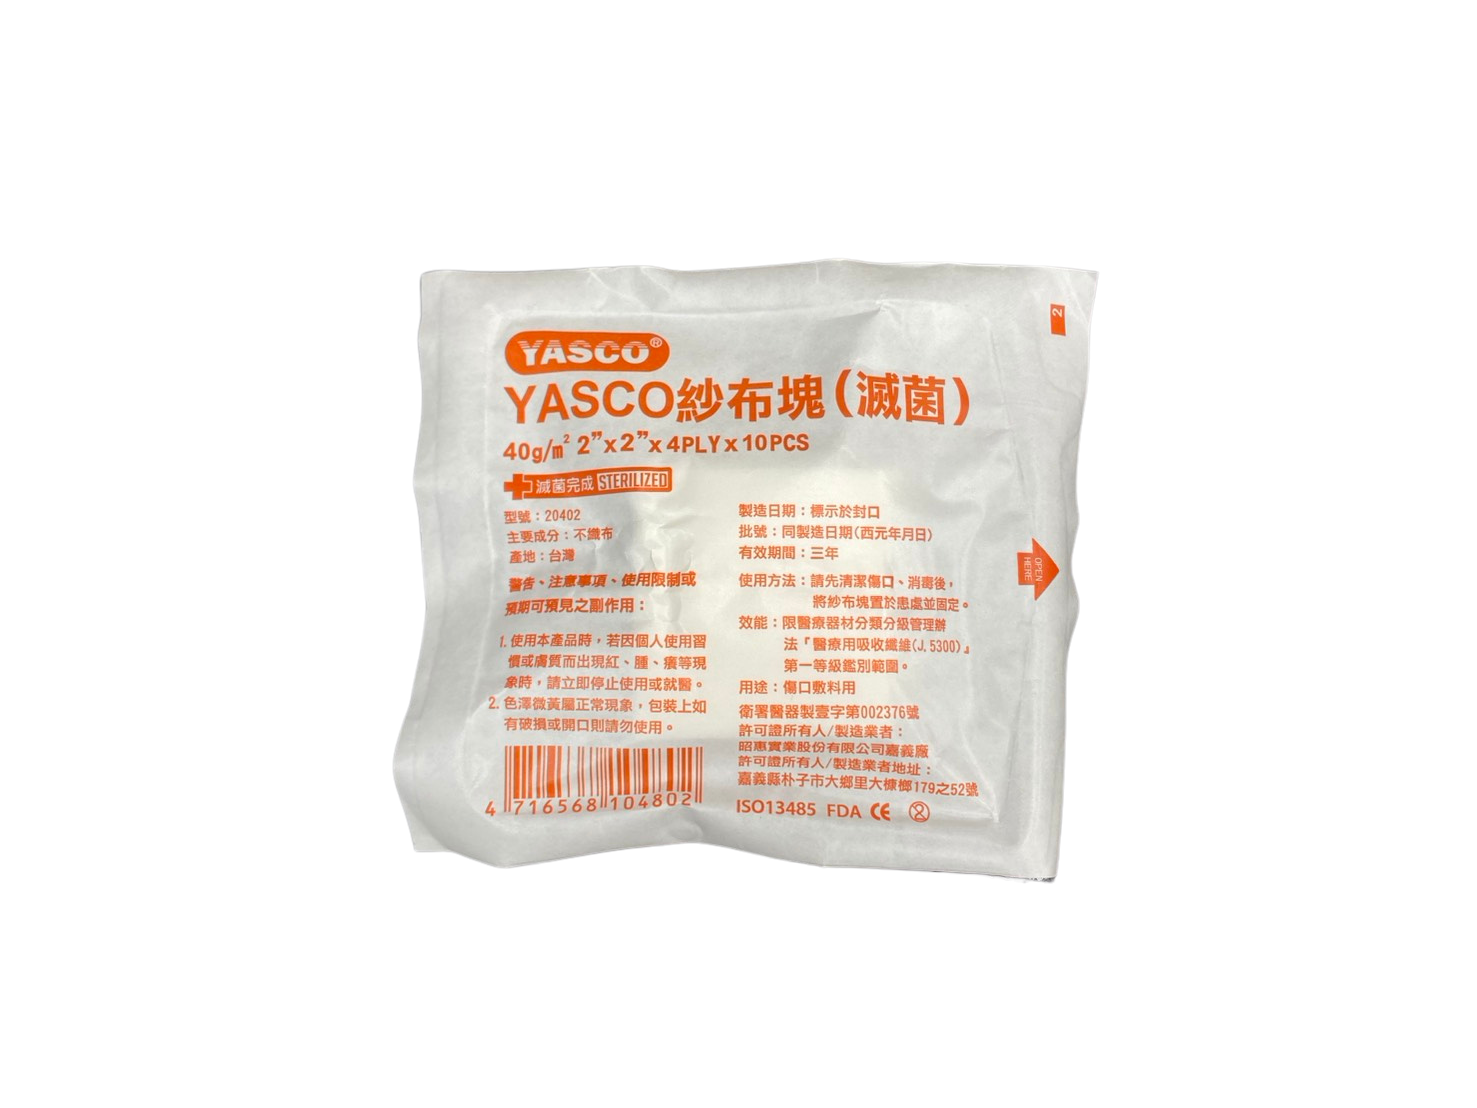 YASCO®
YASCO紗布塊(滅菌)
40g/m² 2”x2”x4PLYx10PCS
滅菌完成 STERILIZED
型號：20402
主要成分：不織布
產地：台灣
警告、注意事項、使用限制或
預期可預見之副作用：
1. 使用本產品時，若因個人使用習
慣或膚質而出現紅、腫、癢等現
象時，請立即停止使用或就醫。
2. 色澤微黃屬正常現象，包裝上如
有破損或開口則請勿使用。
4 716568 104802
製造日期：標示於封口
批號：同製造日期(西元年月日)
有效期間：三年
使用方法：請先清潔傷口、消毒後，
將紗布塊置於患處並固定。
效能：限醫療器材分類分級管理辦
法『醫療用吸收纖維(J.5300)』
第一等級鑑別範圍。
用途：傷口敷料用
衛署醫器製壹字第002376號
許可證所有人/製造業者：
昭惠實業股份有限公司嘉義廠
許可證所有人/製造業者地址：
嘉義縣朴子市大鄉里大槺榔179之52號
ISO13485 FDA CE 2
2
OPEN
HERE